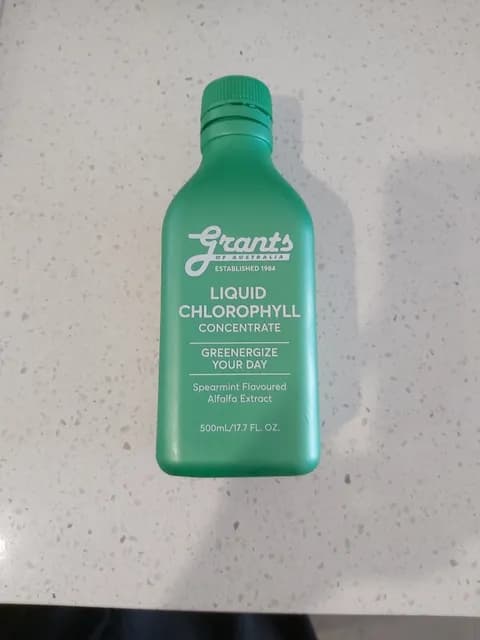 Grants
OF AUSTRALIA
ESTABLISHED 1984
LIQUID
CHLOROPHYLL
CONCENTRATE
GREENERGIZE
YOUR DAY
Spearmint Flavoured
Alfalfa Extract
500mL/17.7 FL. OZ.